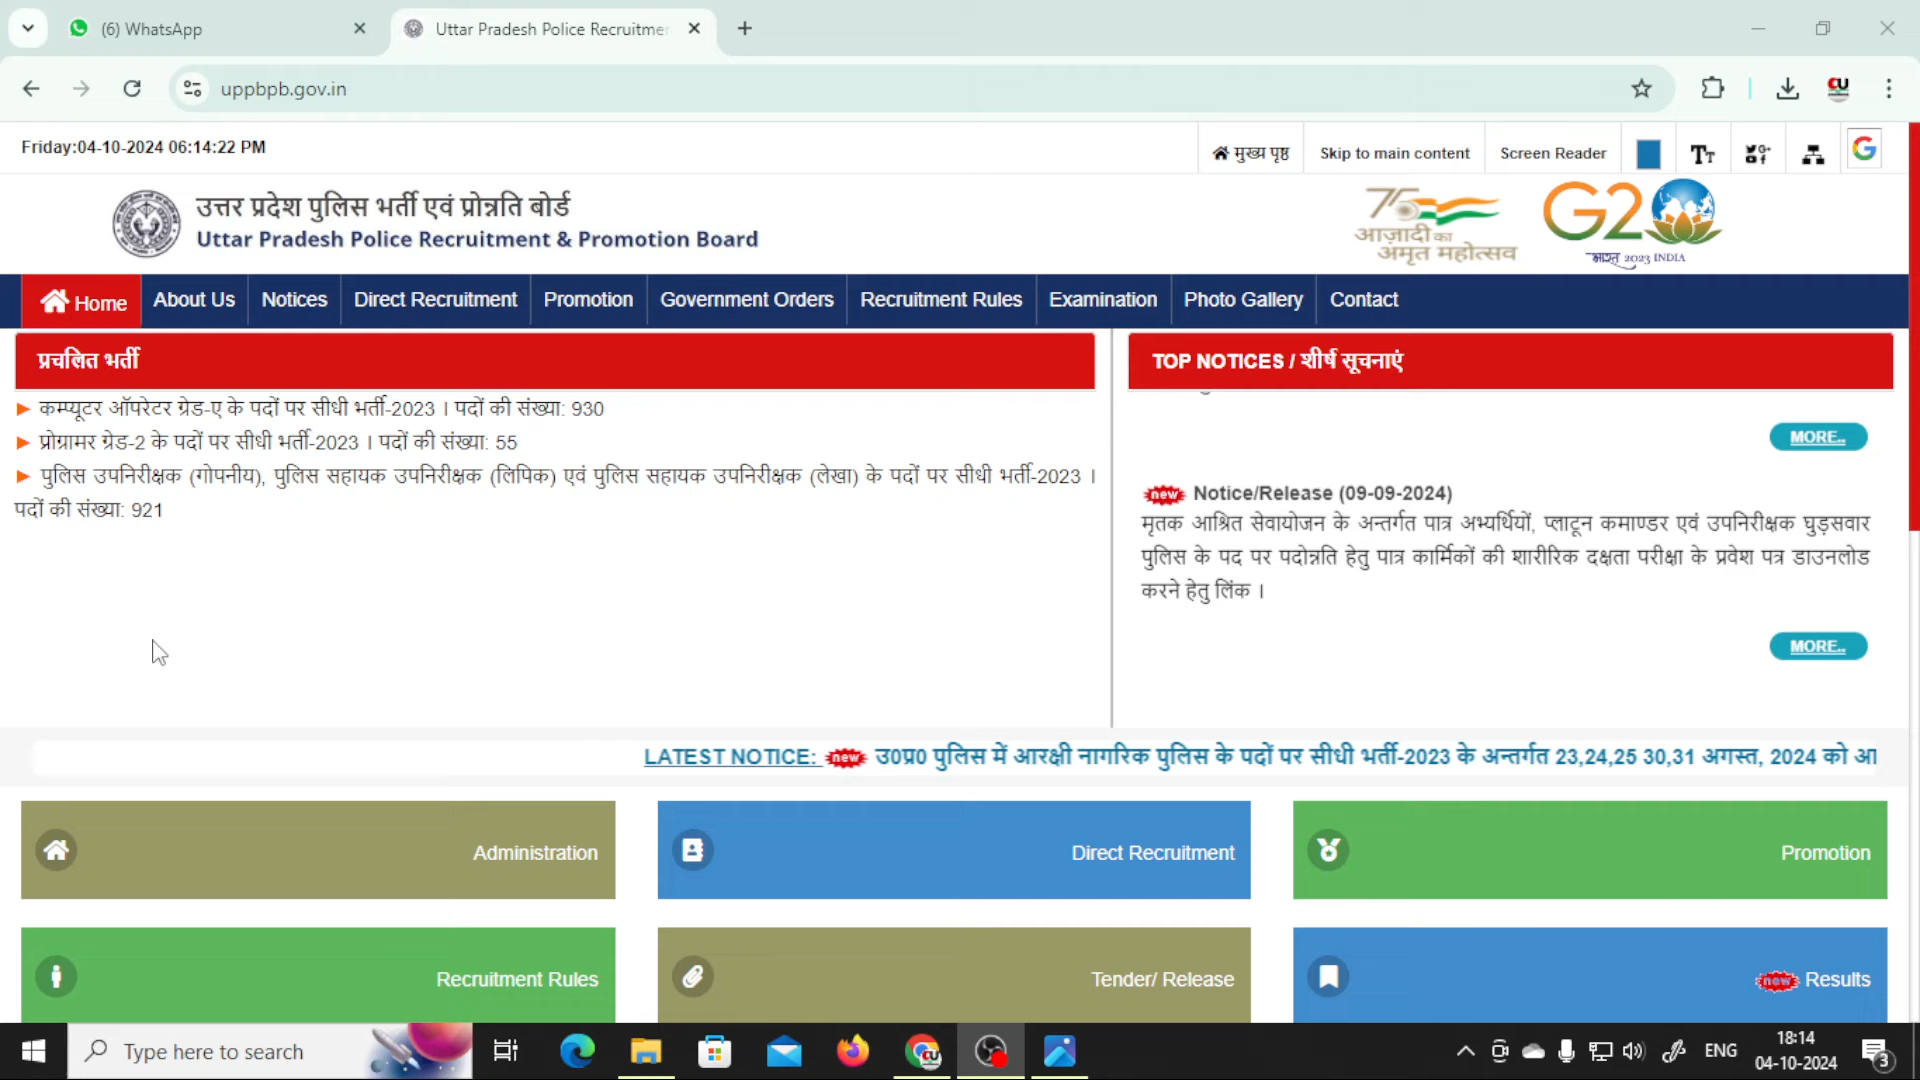 (6) WhatsApp
Uttar Pradesh Police Recruitmen
uppbpb.gov.in
Friday:04-10-2024 06:14:22 PM
मुख्य पृष्ठ
Skip to main content
Screen Reader
उत्तर प्रदेश पुलिस भर्ती एवं प्रोन्नति बोर्ड
Uttar Pradesh Police Recruitment & Promotion Board
75
आज़ादी का
अमृत महोत्सव
G20
भारत 2023 INDIA
Home
About Us
Notices
Direct Recruitment
Promotion
Government Orders
Recruitment Rules
Examination
Photo Gallery
Contact
प्रचलित भर्ती
कम्प्यूटर ऑपरेटर ग्रेड-ए के पदों पर सीधी भर्ती-2023 । पदों की संख्या: 930
प्रोग्रामर ग्रेड-2 के पदों पर सीधी भर्ती-2023 । पदों की संख्या: 55
पुलिस उपनिरीक्षक (गोपनीय), पुलिस सहायक उपनिरीक्षक (लिपिक) एवं पुलिस सहायक उपनिरीक्षक (लेखा) के पदों पर सीधी भर्ती-2023 ।
पदों की संख्या: 921
TOP NOTICES / शीर्ष सूचनाएं
MORE..
new Notice/Release (09-09-2024)
मृतक आश्रित सेवायोजन के अन्तर्गत पात्र अभ्यर्थियों, प्लाटून कमाण्डर एवं उपनिरीक्षक घुड़सवार
पुलिस के पद पर पदोन्नति हेतु पात्र कार्मिकों की शारीरिक दक्षता परीक्षा के प्रवेश पत्र डाउनलोड
करने हेतु लिंक ।
MORE..
LATEST NOTICE: new उ0प्र0 पुलिस में आरक्षी नागरिक पुलिस के पदों पर सीधी भर्ती-2023 के अन्तर्गत 23,24,25 30,31 अगस्त, 2024 को आ
Administration
Direct Recruitment
Promotion
Recruitment Rules
Tender/ Release
new Results
Type here to search
ENG
18:14
04-10-2024
3